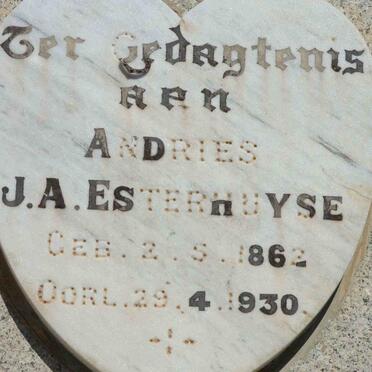 Ter Gedagtenis
aan
ANDRIES
J.A. ESTERHUYSE
GEB. 2.5.1862
OORL. 29.4.1930.